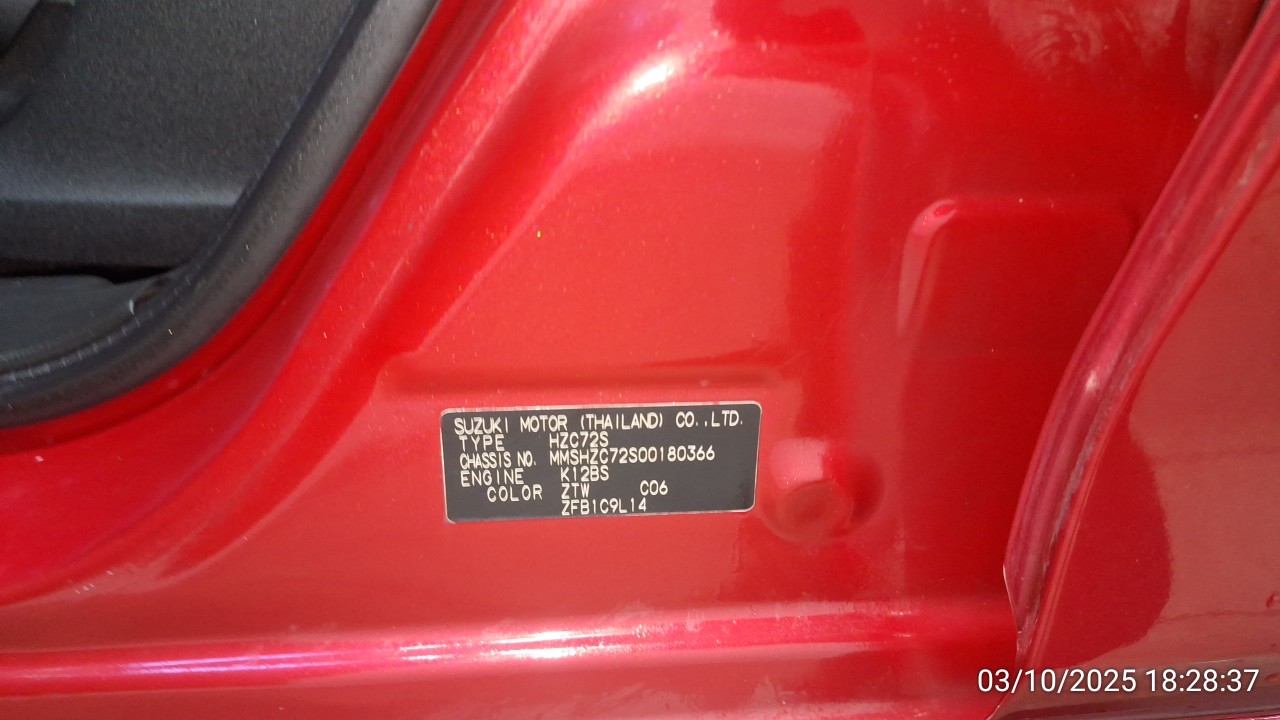 SUZUKI MOTOR (THAILAND) CO.,LTD.
TYPE HZC72S
CHASSIS NO. MMSHZC72S00180366
ENGINE K12BS
COLOR ZTW C06
ZFB1C9L14
03/10/2025 18:28:37